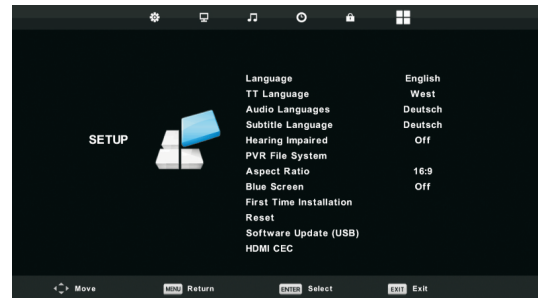 SETUP
Language English
TT Language West
Audio Languages Deutsch
Subtitle Language Deutsch
Hearing Impaired Off
PVR File System
Aspect Ratio 16:9
Blue Screen Off
First Time Installation
Reset
Software Update (USB)
HDMI CEC
Move MENU Return ENTER Select EXIT Exit